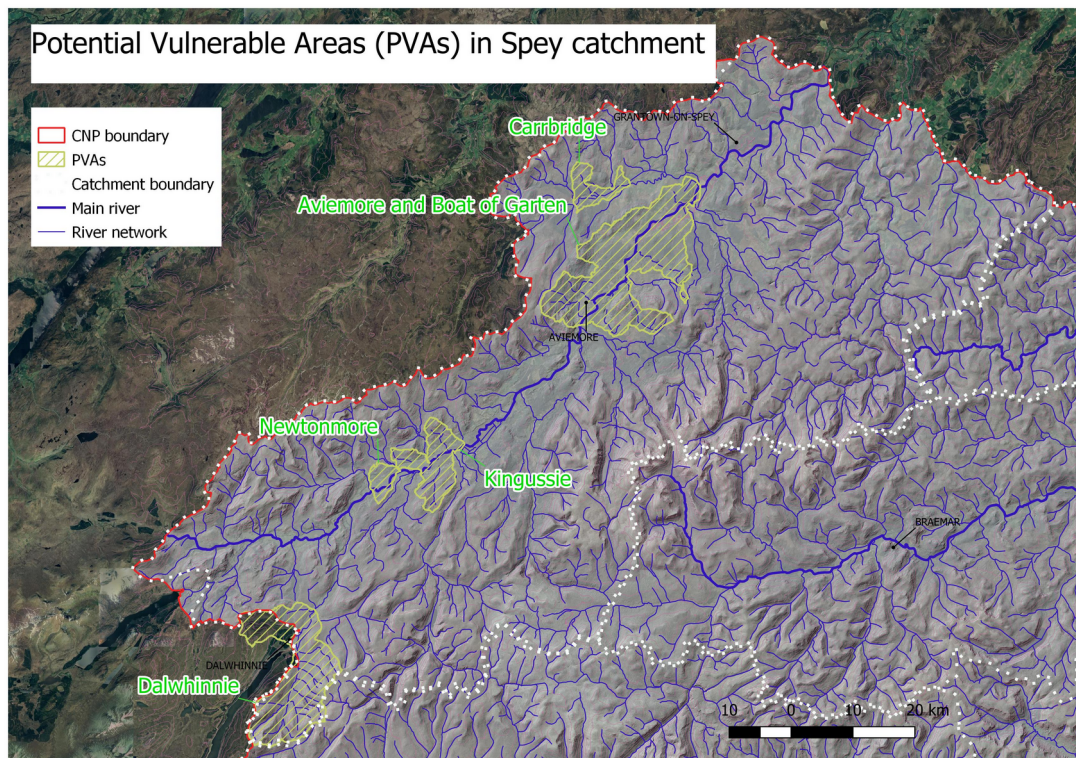 Potential Vulnerable Areas (PVAs) in Spey catchment
CNP boundary
PVAs
Catchment boundary
Main river
River network
GRANTOWN-ON-SPEY
Carrbridge
Aviemore and Boat of Garten
AVIEMORE
Newtonmore
Kingussie
BRAEMAR
DALWHINNIE
Dalwhinnie
10 0 10 20 km